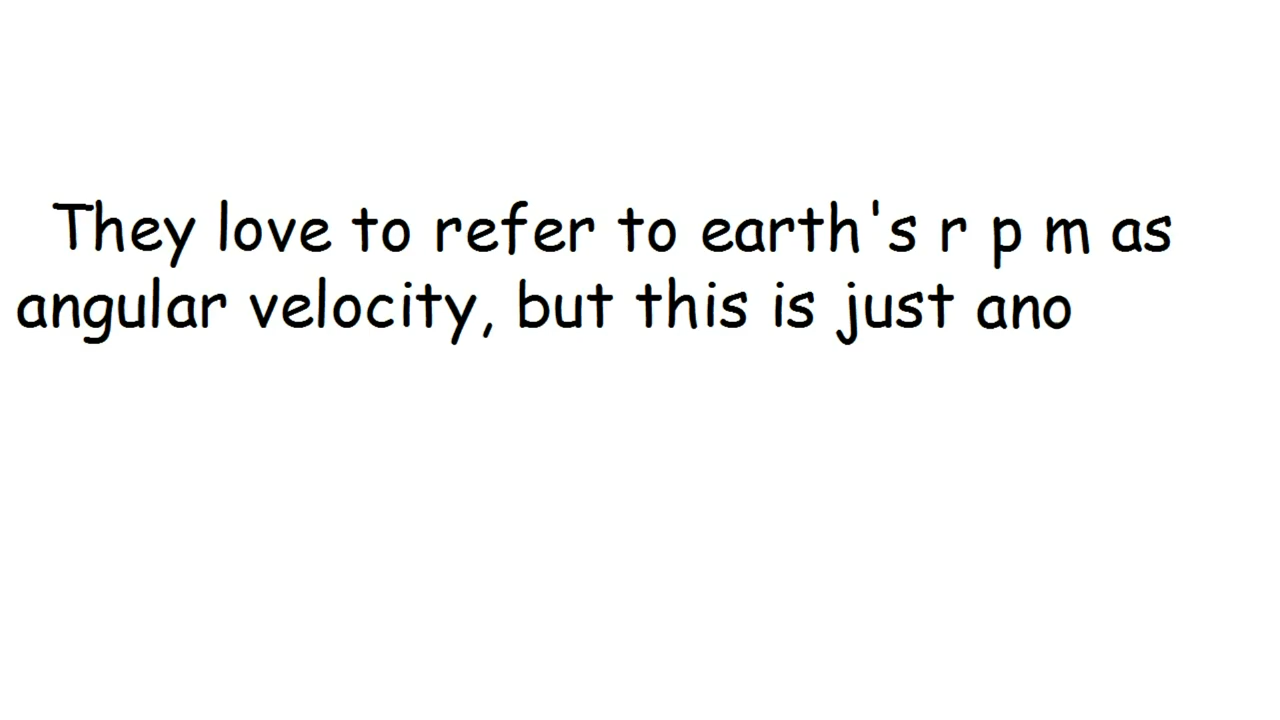 They love to refer to earth's r p m as
angular velocity, but this is just ano